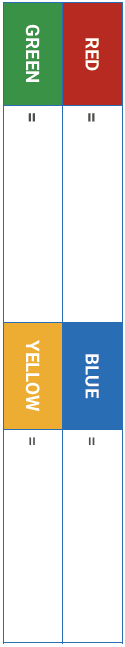 RED = BLUE =
GREEN = YELLOW =